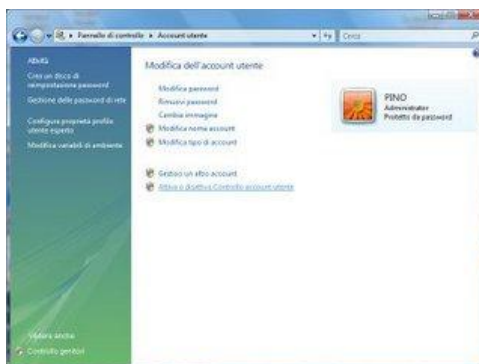 Pannello di controllo ▸ Account utente
Cerca
Attività
Crea un disco di
reimpostazione password
Gestione delle password di rete
Configura proprietà profilo
utente esperto
Modifica variabili di ambiente
Modifica dell'account utente
Modifica password
Rimuovi password
Cambia immagine
Modifica nome account
Modifica tipo di account
Gestisci un altro account
Attiva o disattiva Controllo account utente
PINO
Administrator
Protetto da password
Vedere anche
Controllo genitori